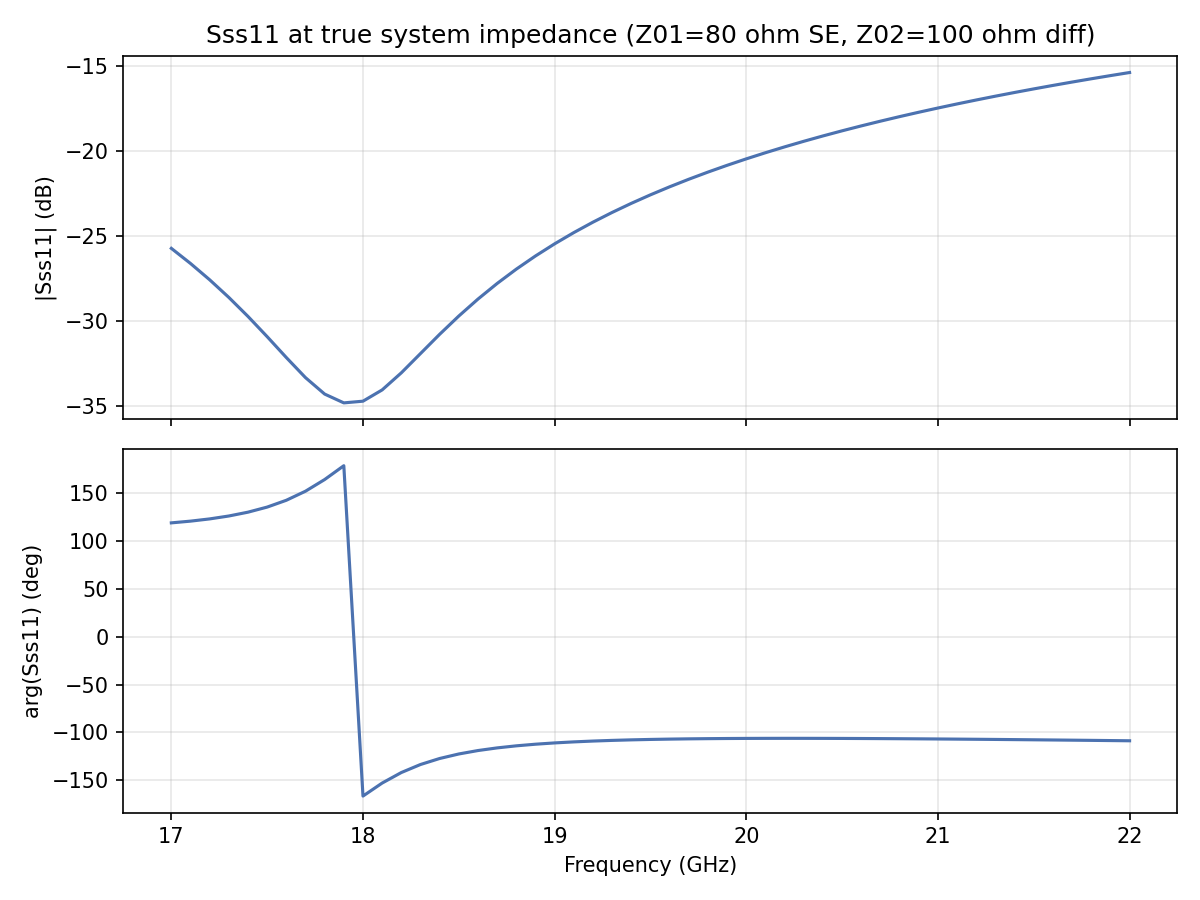 Sss11 at true system impedance (Z01=80 ohm SE, Z02=100 ohm diff)
|Sss11| (dB)
−15
−20
−25
−30
−35
arg(Sss11) (deg)
150
100
50
0
−50
−100
−150
17 18 19 20 21 22
Frequency (GHz)